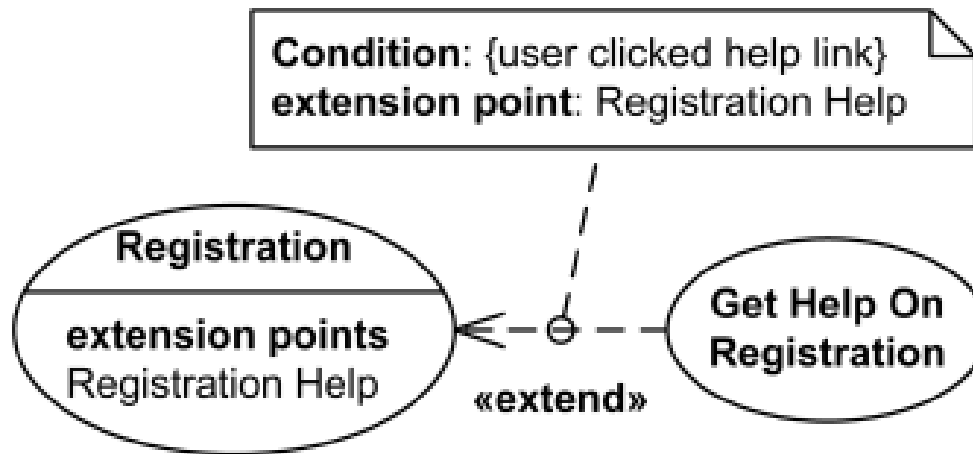 Condition: {user clicked help link}
extension point: Registration Help
Registration
extension points
Registration Help
«extend»
Get Help On
Registration